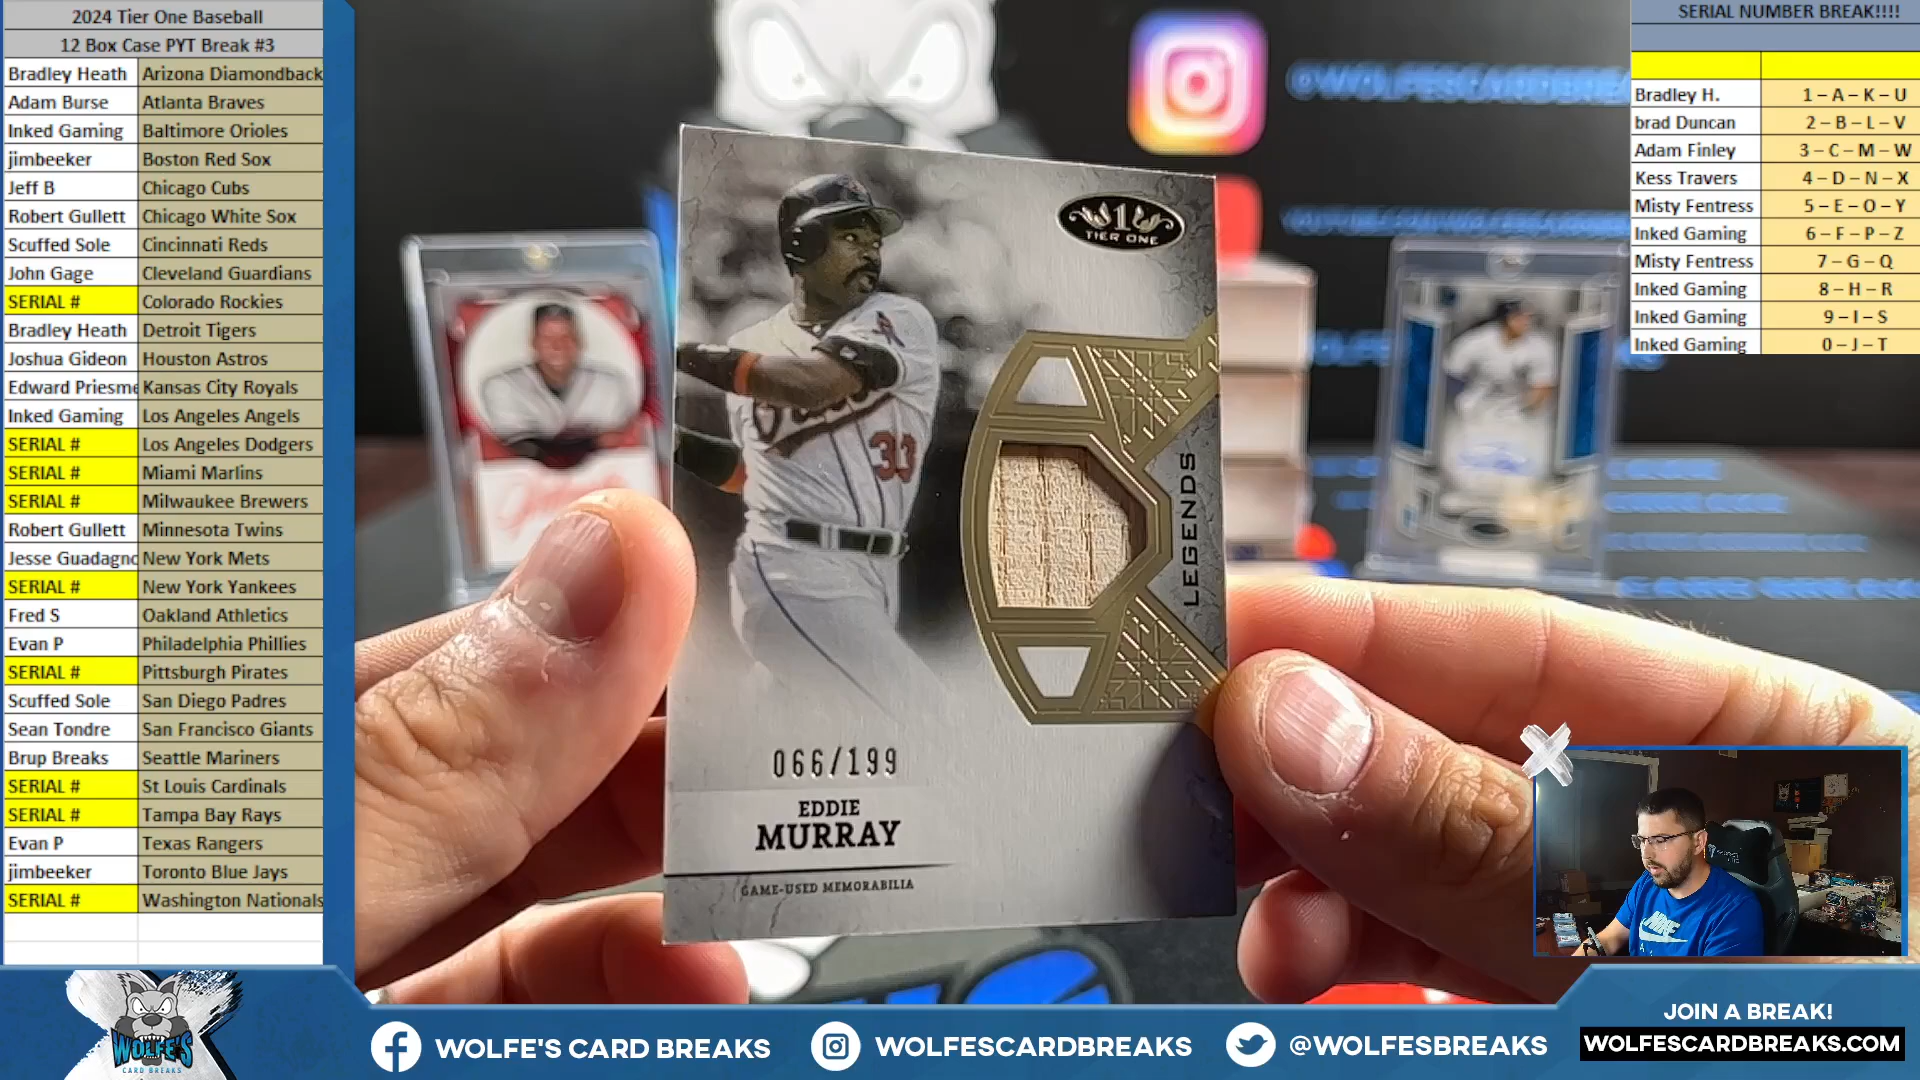 2024 Tier One Baseball
12 Box Case PYT Break #3
Bradley Heath Arizona Diamondback
Adam Burse Atlanta Braves
Inked Gaming Baltimore Orioles
jimbeeker Boston Red Sox
Jeff B Chicago Cubs
Robert Gullett Chicago White Sox
Scuffed Sole Cincinnati Reds
John Gage Cleveland Guardians
SERIAL # Colorado Rockies
Bradley Heath Detroit Tigers
Joshua Gideon Houston Astros
Edward Priesme Kansas City Royals
Inked Gaming Los Angeles Angels
SERIAL # Los Angeles Dodgers
SERIAL # Miami Marlins
SERIAL # Milwaukee Brewers
Robert Gullett Minnesota Twins
Jesse Guadagno New York Mets
SERIAL # New York Yankees
Fred S Oakland Athletics
Evan P Philadelphia Phillies
SERIAL # Pittsburgh Pirates
Scuffed Sole San Diego Padres
Sean Tondre San Francisco Giants
Brup Breaks Seattle Mariners
SERIAL # St Louis Cardinals
SERIAL # Tampa Bay Rays
Evan P Texas Rangers
jimbeeker Toronto Blue Jays
SERIAL # Washington Nationals
SERIAL NUMBER BREAK!!!!
Bradley H. 1 – A – K – U
brad Duncan 2 – B – L – V
Adam Finley 3 – C – M – W
Kess Travers 4 – D – N – X
Misty Fentress 5 – E – O – Y
Inked Gaming 6 – F – P – Z
Misty Fentress 7 – G – Q
Inked Gaming 8 – H – R
Inked Gaming 9 – I – S
Inked Gaming 0 – J – T
@WOLFESCARDBREA
1
TIER ONE
33
LEGENDS
066/199
EDDIE
MURRAY
GAME-USED MEMORABILIA
WOLFE'S
CARD BREAKS
WOLFE'S CARD BREAKS
WOLFESCARDBREAKS
@WOLFESBREAKS
JOIN A BREAK!
WOLFESCARDBREAKS.COM